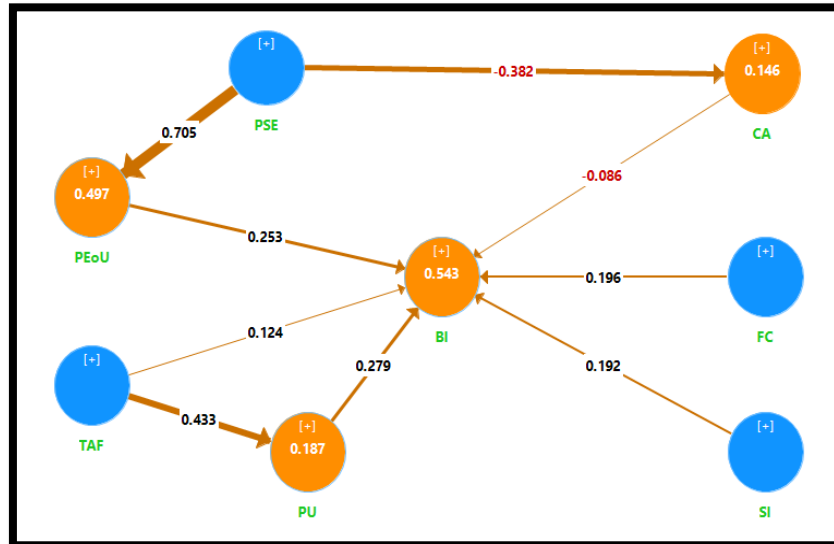 [+]
PSE
[+]
0.146
CA
-0.382
0.705
[+]
0.497
PEoU
-0.086
0.253
[+]
0.543
BI
[+]
FC
0.196
0.124
[+]
TAF
0.279
0.192
0.433
[+]
0.187
PU
[+]
SI